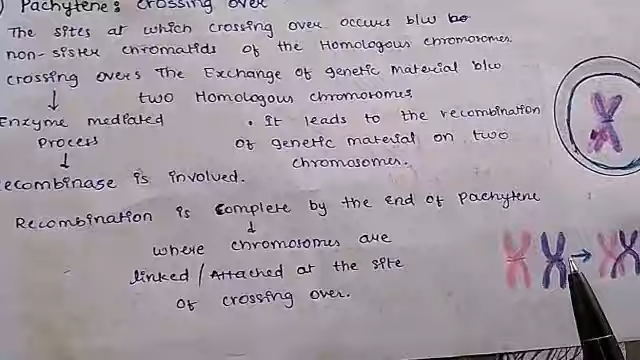 Pachytene: crossing over
The sites at which crossing over occurs b/w
non-sister chromatids of the Homologous chromosomes.
crossing overs The Exchange of genetic material b/w
two Homologous chromosomes
Enzyme mediated
Process
• It leads to the recombination
of genetic material on two
chromosomes.
ecombinase is involved.
Recombination is complete by the end of pachytene
where chromosomes are
linked / Attached at the site
of crossing over.